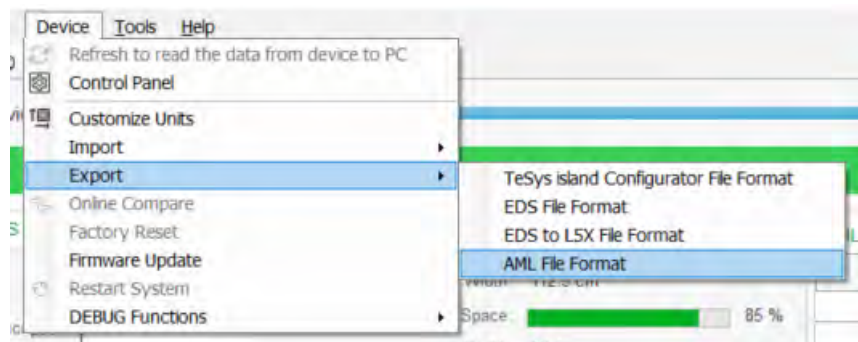 Device Tools Help
Refresh to read the data from device to PC
Control Panel
Customize Units
Import
Export
TeSys island Configurator File Format
Online Compare
EDS File Format
Factory Reset
EDS to L5X File Format
Firmware Update
AML File Format
Restart System
DEBUG Functions
Space 85 %